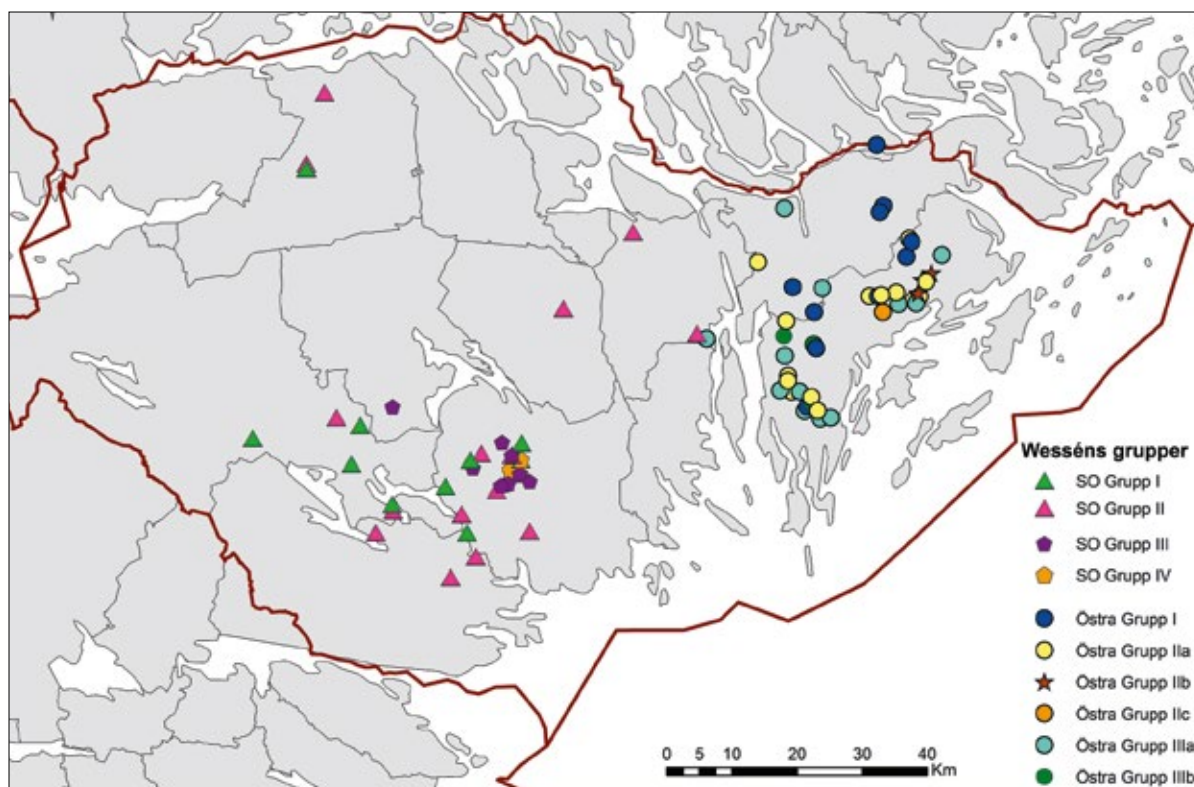 Wesséns grupper
SO Grupp I
SO Grupp II
SO Grupp III
SO Grupp IV
Östra Grupp I
Östra Grupp IIa
Östra Grupp IIb
Östra Grupp IIc
Östra Grupp IIIa
Östra Grupp IIIb
0 5 10 20 30 40
Km